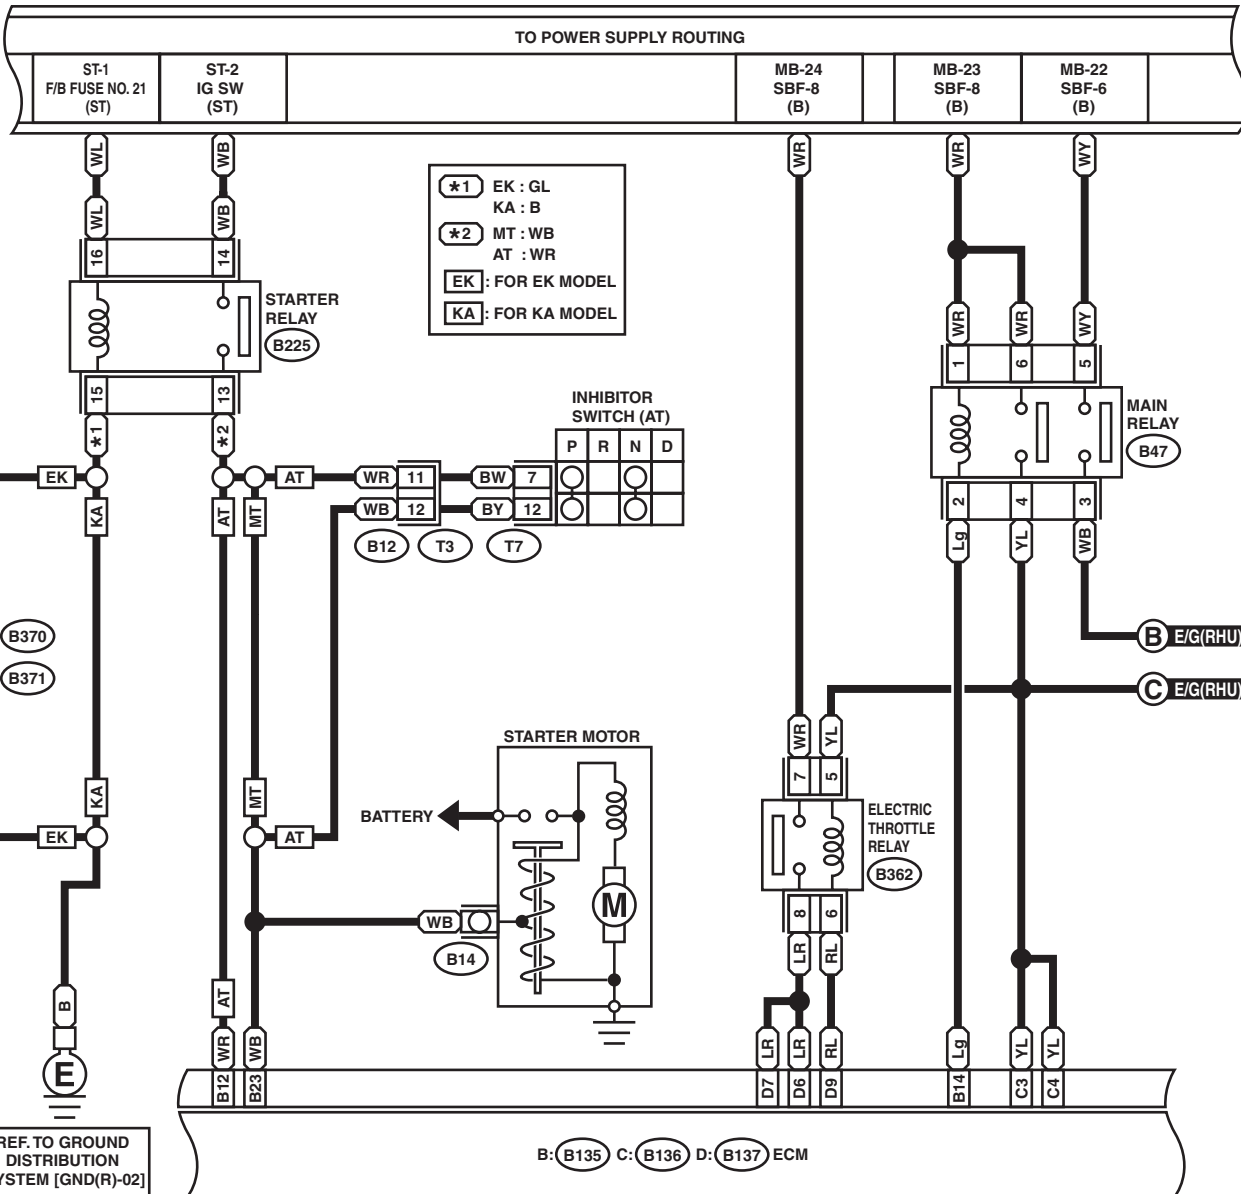 TO POWER SUPPLY ROUTING
ST-1
F/B FUSE NO. 21
(ST)
ST-2
IG SW
(ST)
MB-24
SBF-8
(B)
MB-23
SBF-8
(B)
MB-22
SBF-6
(B)
WL
WB
WR
WR
WY
WL
WB
*1 EK : GL
KA : B
*2 MT : WB
AT : WR
EK : FOR EK MODEL
KA : FOR KA MODEL
16
14
STARTER
RELAY
B225
15
13
*1
*2
WR
WR
WY
1
6
5
MAIN
RELAY
B47
2
4
3
Lg
YL
WB
INHIBITOR
SWITCH (AT)
P R N D
EK
AT
WR 11
BW 7
WB 12
BY 12
KA
AT
MT
B12
T3
T7
B370
B371
B E/G(RHU)
C E/G(RHU)
STARTER MOTOR
BATTERY
M
KA
MT
EK
AT
WB
B14
WR
YL
7
5
ELECTRIC
THROTTLE
RELAY
B362
8
6
LR
RL
B
E
AT
WR
WB
LR
LR
RL
Lg
YL
YL
B12
B23
D7
D6
D9
B14
C3
C4
REF. TO GROUND
DISTRIBUTION
YSTEM [GND(R)-02]
B: B135 C: B136 D: B137 ECM